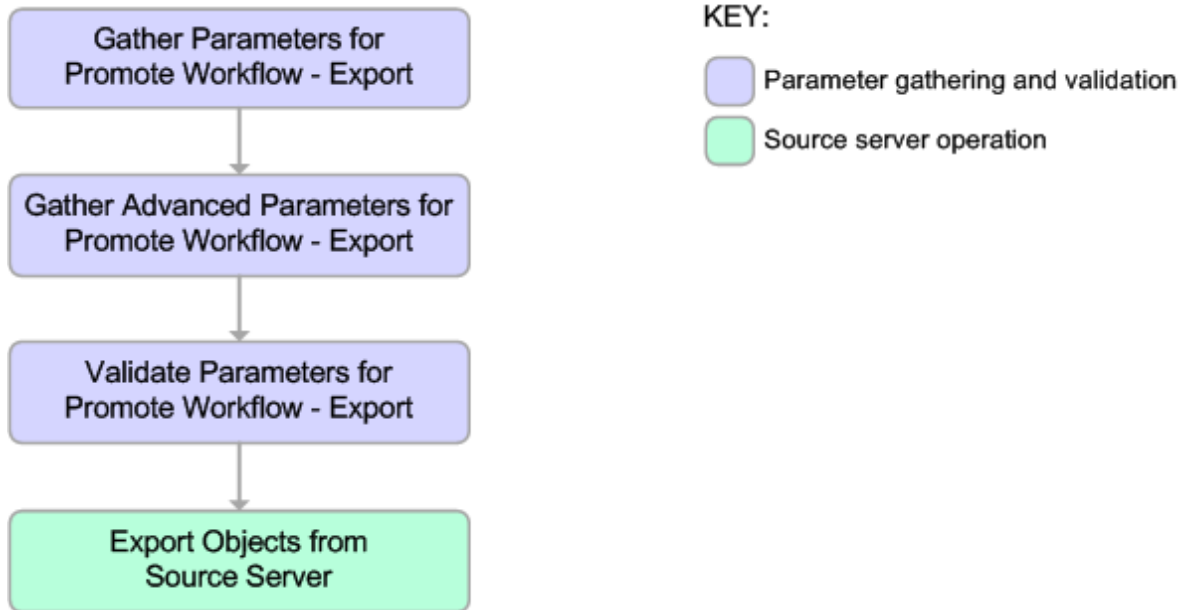 Gather Parameters for
Promote Workflow - Export
Gather Advanced Parameters for
Promote Workflow - Export
Validate Parameters for
Promote Workflow - Export
Export Objects from
Source Server
KEY:
Parameter gathering and validation
Source server operation